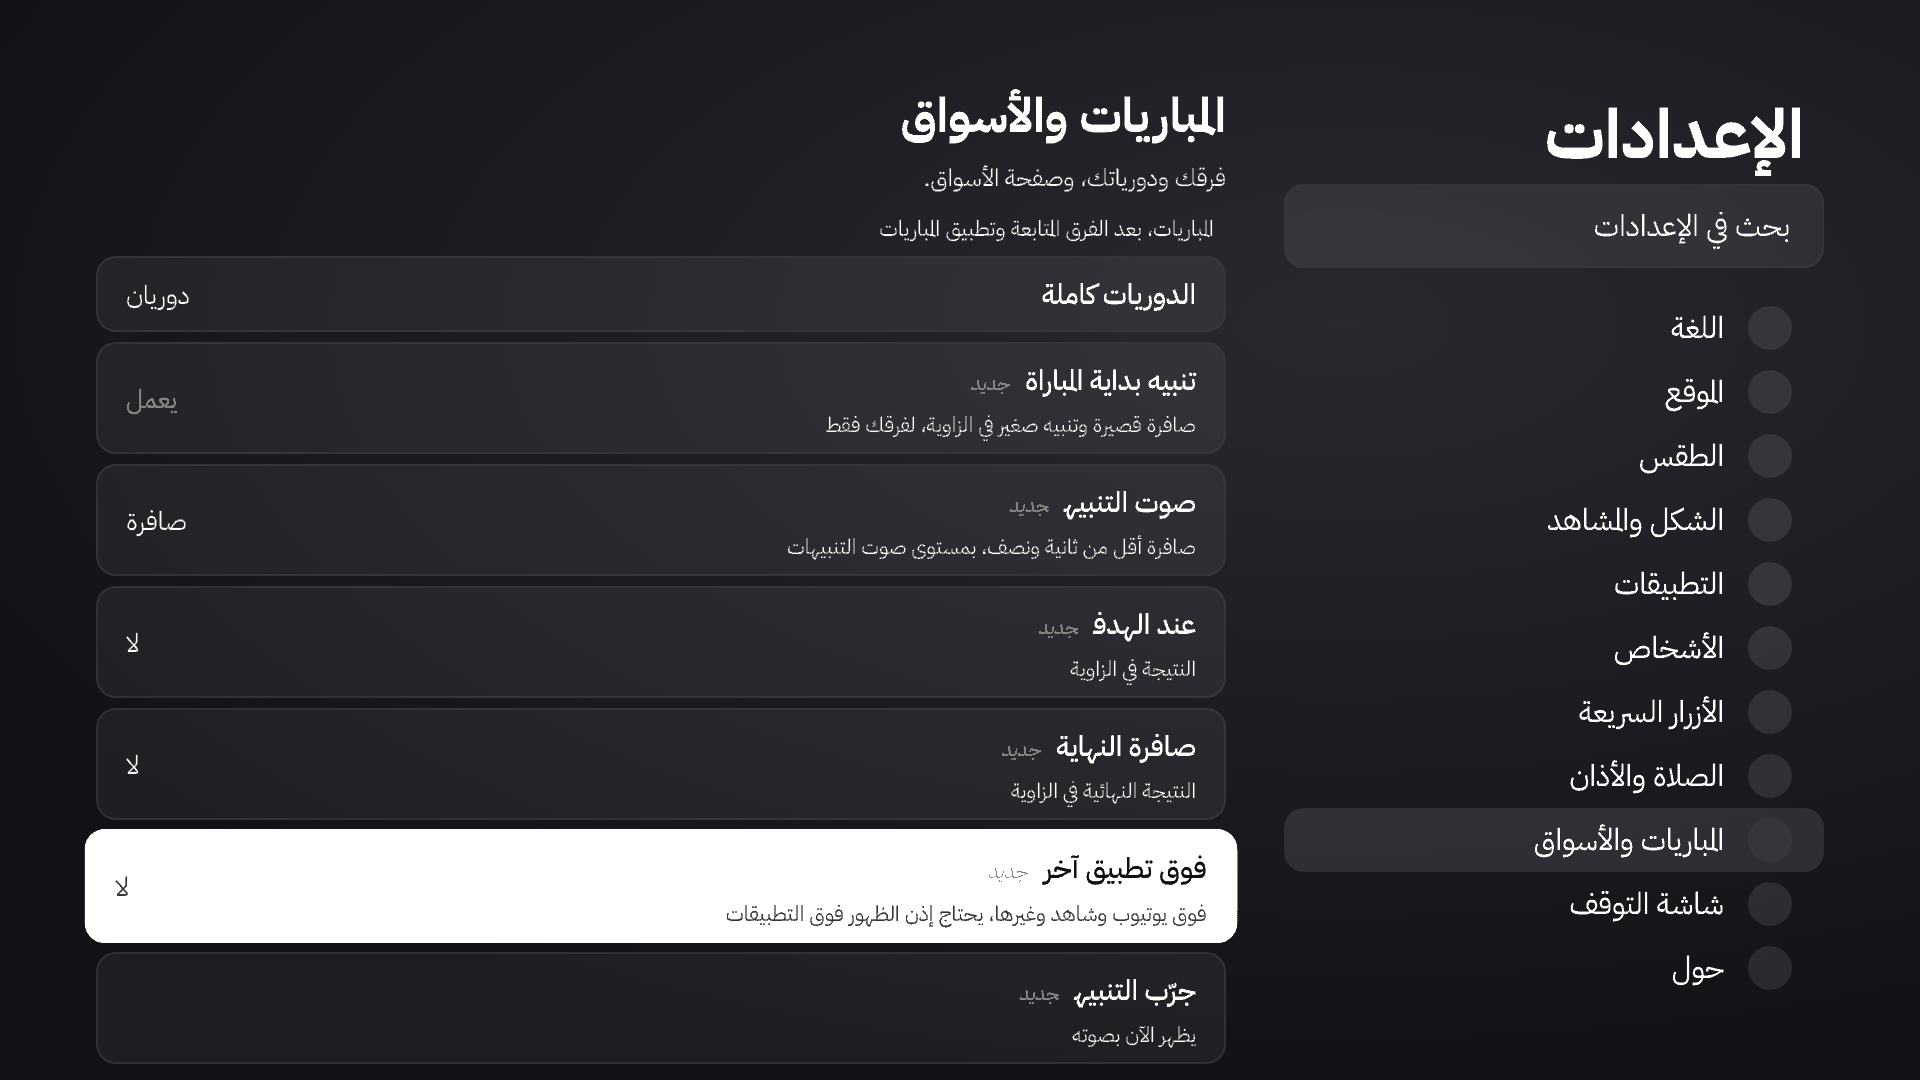 الإعدادات
بحث في الإعدادات
اللغة
الموقع
الطقس
الشكل والمشاهد
التطبيقات
الأشخاص
الأزرار السريعة
الصلاة والأذان
المباريات والأسواق
شاشة التوقف
حول
المباريات والأسواق
فرقك ودورياتك، وصفحة الأسواق.
المباريات، بعد الفرق المتابعة وتطبيق المباريات
الدوريات كاملة
دوريان
تنبيه بداية المباراة جديد
صافرة قصيرة وتنبيه صغير في الزاوية، لفرقك فقط
يعمل
صوت التنبيه جديد
صافرة أقل من ثانية ونصف، بمستوى صوت التنبيهات
صافرة
عند الهدف جديد
النتيجة في الزاوية
لا
صافرة النهاية جديد
النتيجة النهائية في الزاوية
لا
فوق تطبيق آخر جديد
فوق يوتيوب وشاهد وغيرها، يحتاج إذن الظهور فوق التطبيقات
لا
جرّب التنبيه جديد
يظهر الآن بصوته